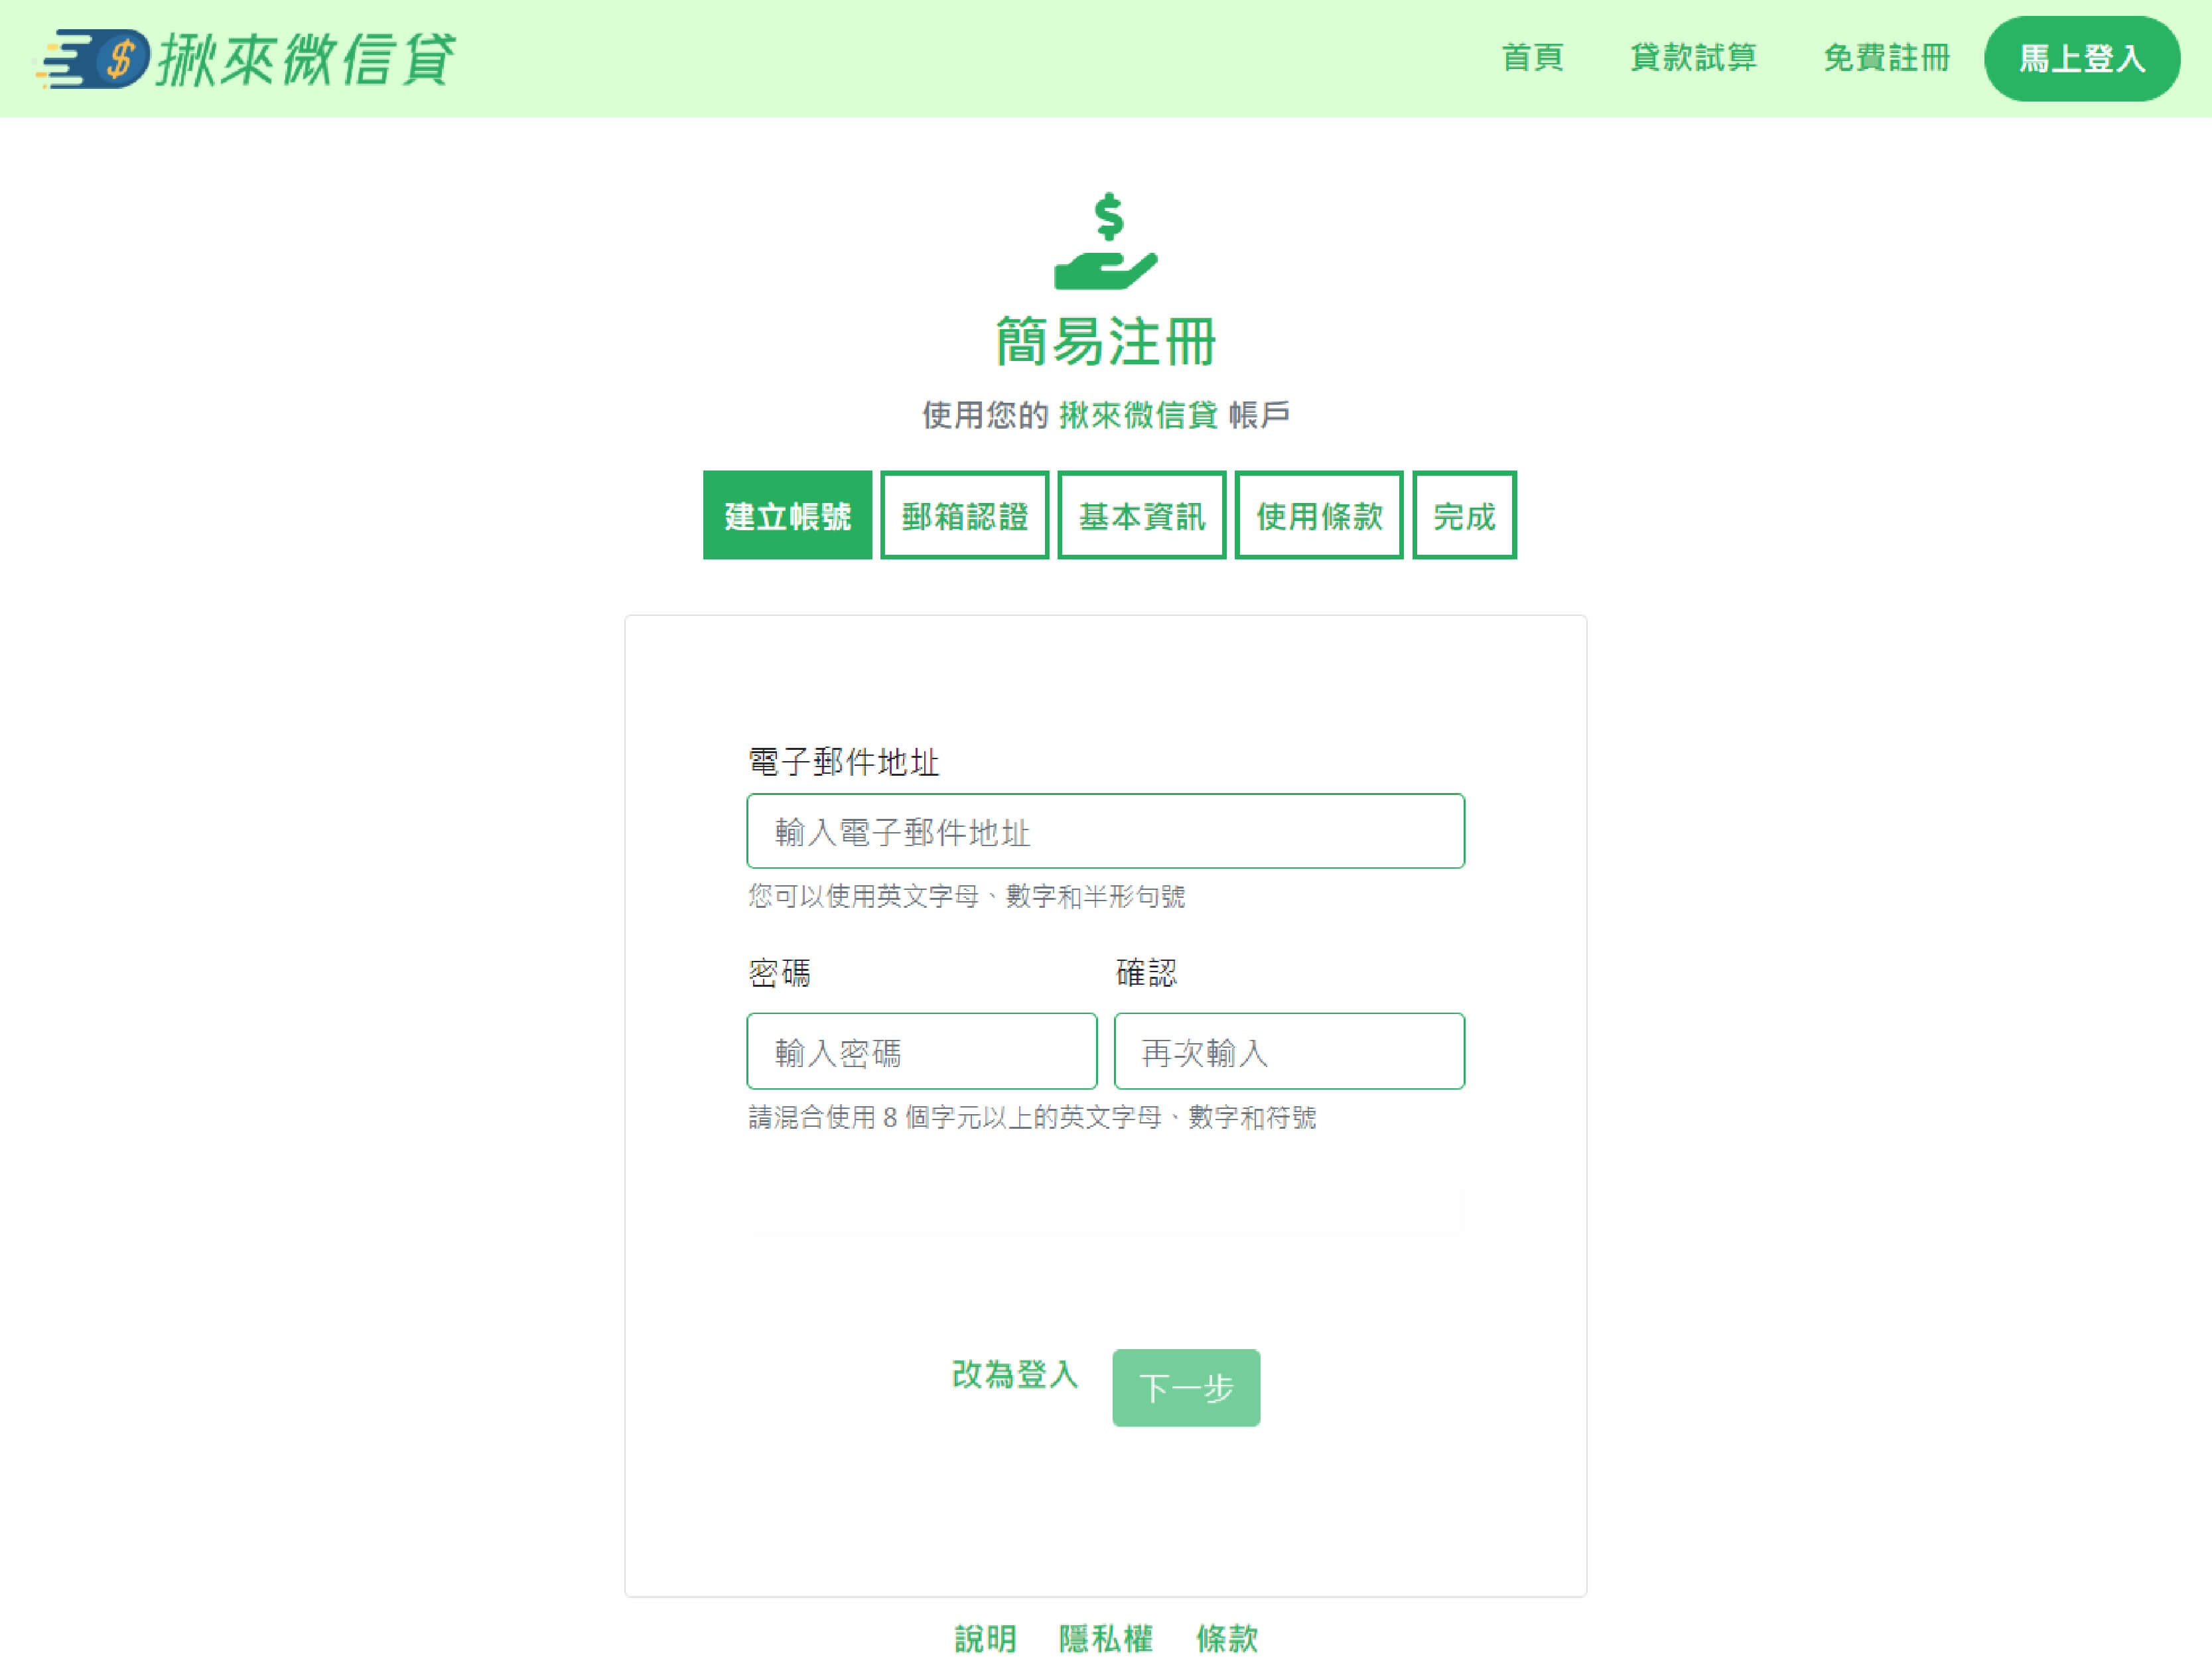 揪來微信貸 首頁 貸款試算 免費註冊 馬上登入
$
簡易注冊
使用您的 揪來微信貸 帳戶
建立帳號 郵箱認證 基本資訊 使用條款 完成
電子郵件地址
輸入電子郵件地址
您可以使用英文字母、數字和半形句號
密碼 確認
輸入密碼 再次輸入
請混合使用 8 個字元以上的英文字母、數字和符號
改為登入 下一步
說明 隱私權 條款